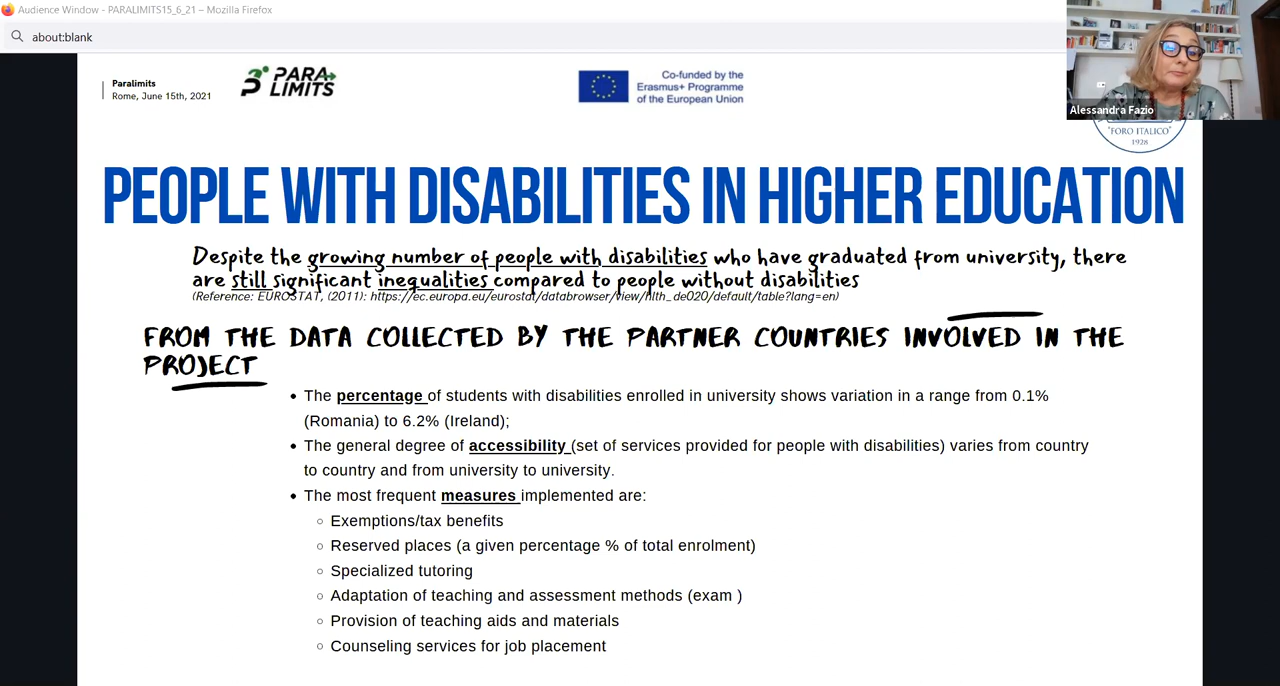 Audience Window - PARALIMITS15_6_21 – Mozilla Firefox
about:blank
Alessandra Fazio
Paralimits
Rome, June 15th, 2021
PARA
LIMITS
Co-funded by the
Erasmus+ Programme
of the European Union
"FORO ITALICO"
1928
PEOPLE WITH DISABILITIES IN HIGHER EDUCATION
Despite the growing number of people with disabilities who have graduated from university, there
are still significant inequalities compared to people without disabilities
(Reference: EUROSTAT, (2011): https://ec.europa.eu/eurostat/databrowser/view/hlth_de020/default/table?lang=en)
FROM THE DATA COLLECTED BY THE PARTNER COUNTRIES INVOLVED IN THE
PROJECT
• The percentage of students with disabilities enrolled in university shows variation in a range from 0.1%
(Romania) to 6.2% (Ireland);
• The general degree of accessibility (set of services provided for people with disabilities) varies from country
to country and from university to university.
• The most frequent measures implemented are:
○ Exemptions/tax benefits
○ Reserved places (a given percentage % of total enrolment)
○ Specialized tutoring
○ Adaptation of teaching and assessment methods (exam )
○ Provision of teaching aids and materials
○ Counseling services for job placement